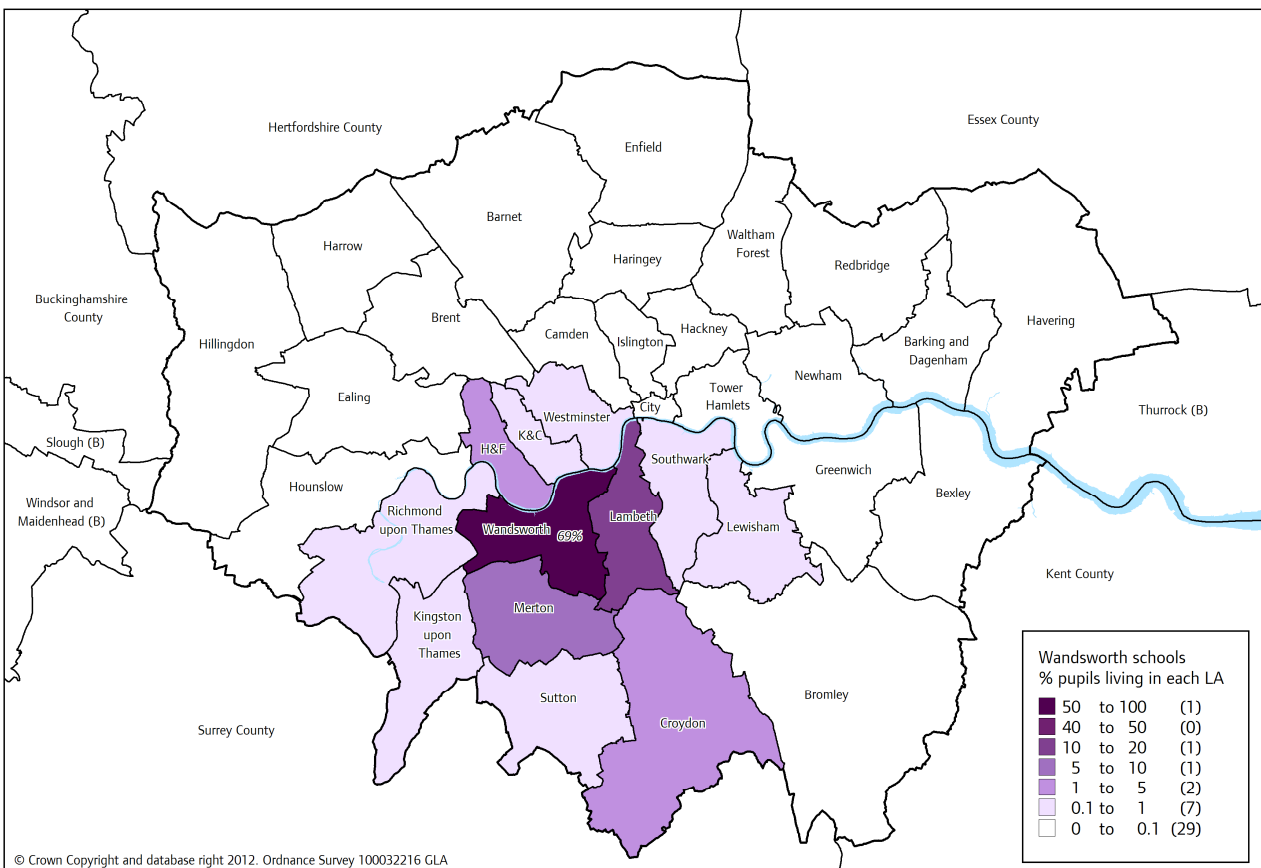 Hertfordshire County
Essex County
Enfield
Barnet
Waltham
Forest
Harrow
Haringey
Redbridge
Buckinghamshire
County
Hillingdon
Brent
Camden
Islington
Hackney
Havering
Barking and
Dagenham
Ealing
Newham
Tower
Hamlets
City
Westminster
K&C
H&F
Thurrock (B)
Slough (B)
Southwark
Greenwich
Hounslow
Bexley
Windsor and
Maidenhead (B)
Richmond
upon Thames
Wandsworth 69%
Lambeth
Lewisham
Kent County
Merton
Kingston
upon
Thames
Sutton
Bromley
Croydon
Surrey County
Wandsworth schools
% pupils living in each LA
50 to 100 (1)
40 to 50 (0)
10 to 20 (1)
5 to 10 (1)
1 to 5 (2)
0.1 to 1 (7)
0 to 0.1 (29)
© Crown Copyright and database right 2012. Ordnance Survey 100032216 GLA